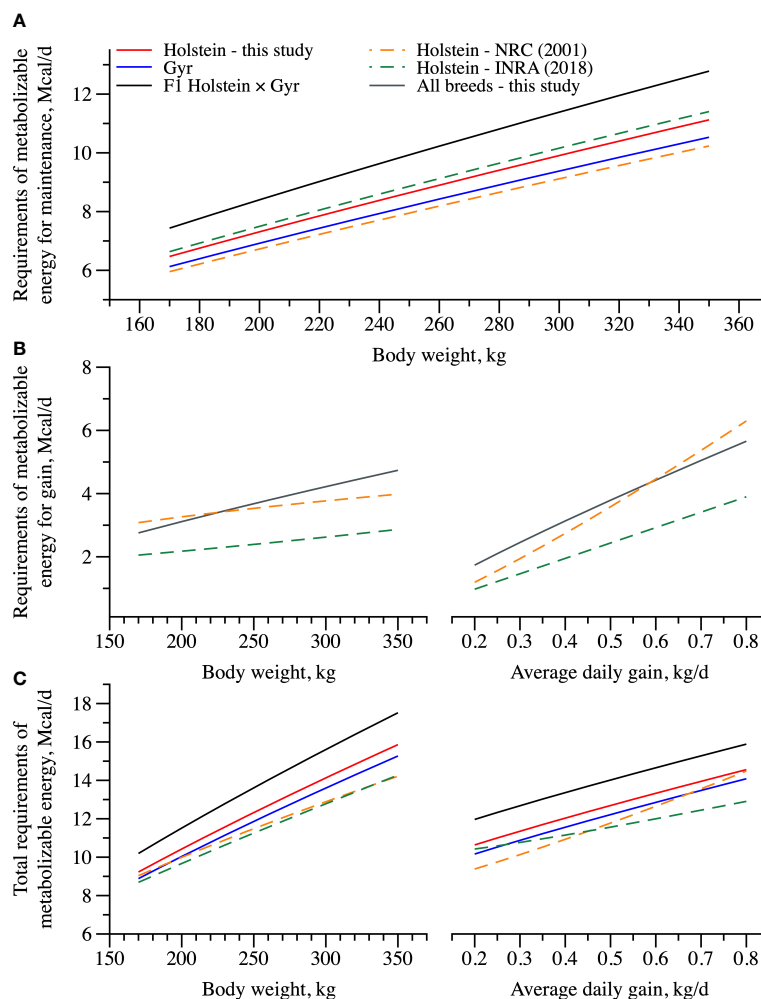 A
Holstein - this study
Gyr
F1 Holstein × Gyr
Holstein - NRC (2001)
Holstein - INRA (2018)
All breeds - this study
Requirements of metabolizable
energy for maintenance, Mcal/d
12
10
8
6
160 180 200 220 240 260 280 300 320 340 360
Body weight, kg
B
Requirements of metabolizable
energy for gain, Mcal/d
8
6
4
2
150 200 250 300 350
Body weight, kg
0.2 0.3 0.4 0.5 0.6 0.7 0.8
Average daily gain, kg/d
C
Total requirements of
metabolizable energy, Mcal/d
18
16
14
12
10
8
6
150 200 250 300 350
Body weight, kg
0.2 0.3 0.4 0.5 0.6 0.7 0.8
Average daily gain, kg/d